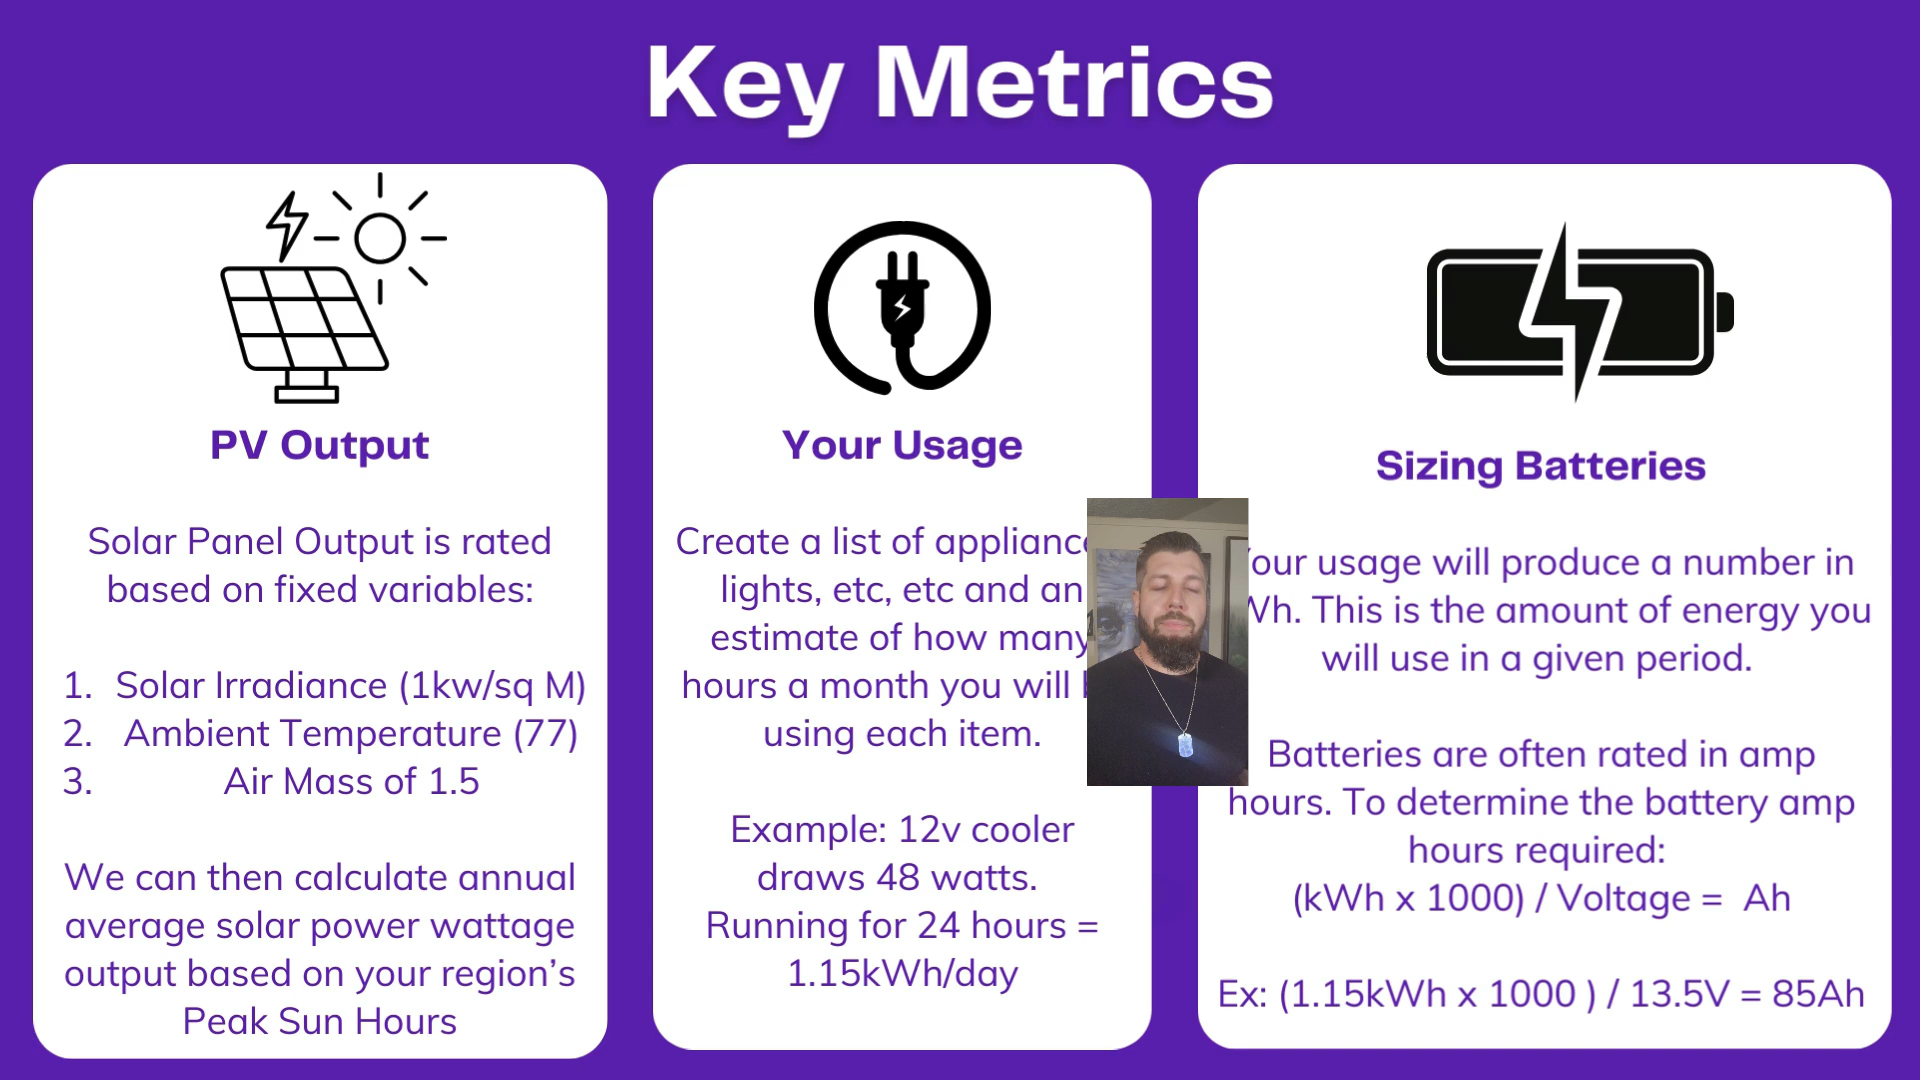 Key Metrics
PV Output
Solar Panel Output is rated
based on fixed variables:
1. Solar Irradiance (1kw/sq M)
2. Ambient Temperature (77)
3. Air Mass of 1.5
We can then calculate annual
average solar power wattage
output based on your region’s
Peak Sun Hours
Your Usage
Create a list of
lights, etc, etc and an
estimate of how many
hours a month you will
using each item.
Example: 12v cooler
draws 48 watts.
Running for 24 hours =
1.15kWh/day
Sizing Batteries
usage will produce a number in
This is the amount of energy you
will use in a given period.
Batteries are often rated in amp
hours. To determine the battery amp
hours required:
(kWh x 1000) / Voltage = Ah
Ex: (1.15kWh x 1000 ) / 13.5V = 85Ah